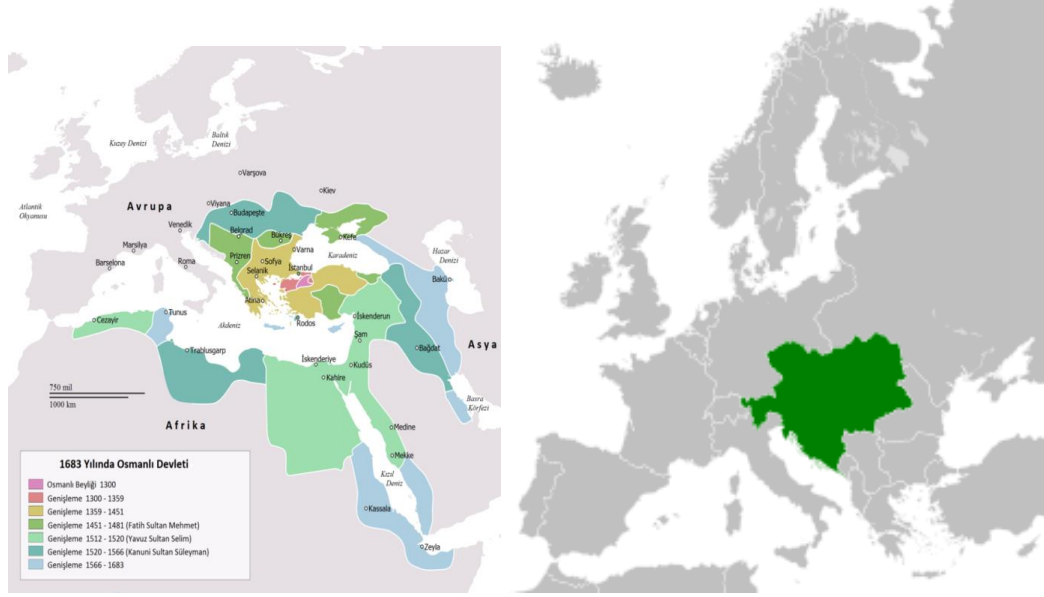 Kuzey Denizi
Baltık
Denizi
Varşova
Kiev
Atlantik
Okyanusu
Avrupa
Viyana
Budapeşte
Venedik
Belgrad
Bükreş
Kefe
Hazar
Denizi
Marsilya
Prizren
Varna
Karadeniz
Barselona
Roma
Sofya
Selanik
İstanbul
Bakü
Atina
Cezayir
Tunus
Akdeniz
Rodos
İskenderun
Şam
Asya
Trablusgarp
Bağdat
İskenderiye
Kudüs
Kahire
750 mil
1000 km
Basra
Körfezi
Afrika
Medine
Mekke
Kızıl
Deniz
Kassala
Zeyla
1683 Yılında Osmanlı Devleti
Osmanlı Beyliği 1300
Genişleme 1300 - 1359
Genişleme 1359 - 1451
Genişleme 1451 - 1481 (Fatih Sultan Mehmet)
Genişleme 1512 - 1520 (Yavuz Sultan Selim)
Genişleme 1520 - 1566 (Kanuni Sultan Süleyman)
Genişleme 1566 - 1683